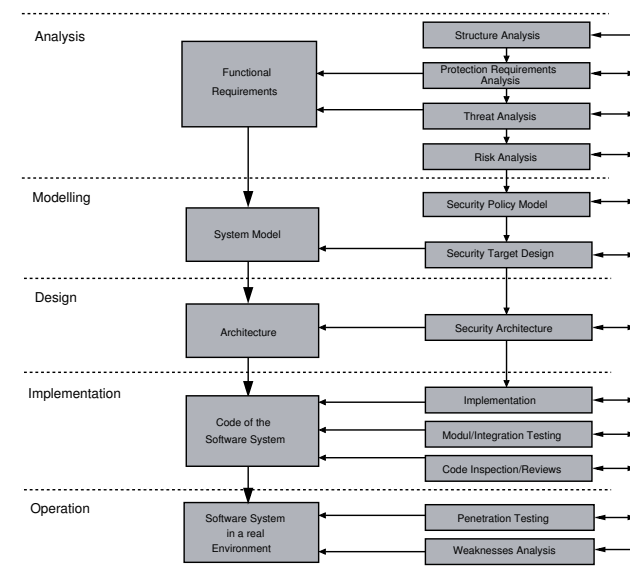 Analysis
Structure Analysis
Functional
Requirements
Protection Requirements
Analysis
Threat Analysis
Risk Analysis
Modelling
Security Policy Model
System Model
Security Target Design
Design
Architecture
Security Architecture
Implementation
Implementation
Code of the
Software System
Modul/Integration Testing
Code Inspection/Reviews
Operation
Software System
in a real
Environment
Penetration Testing
Weaknesses Analysis